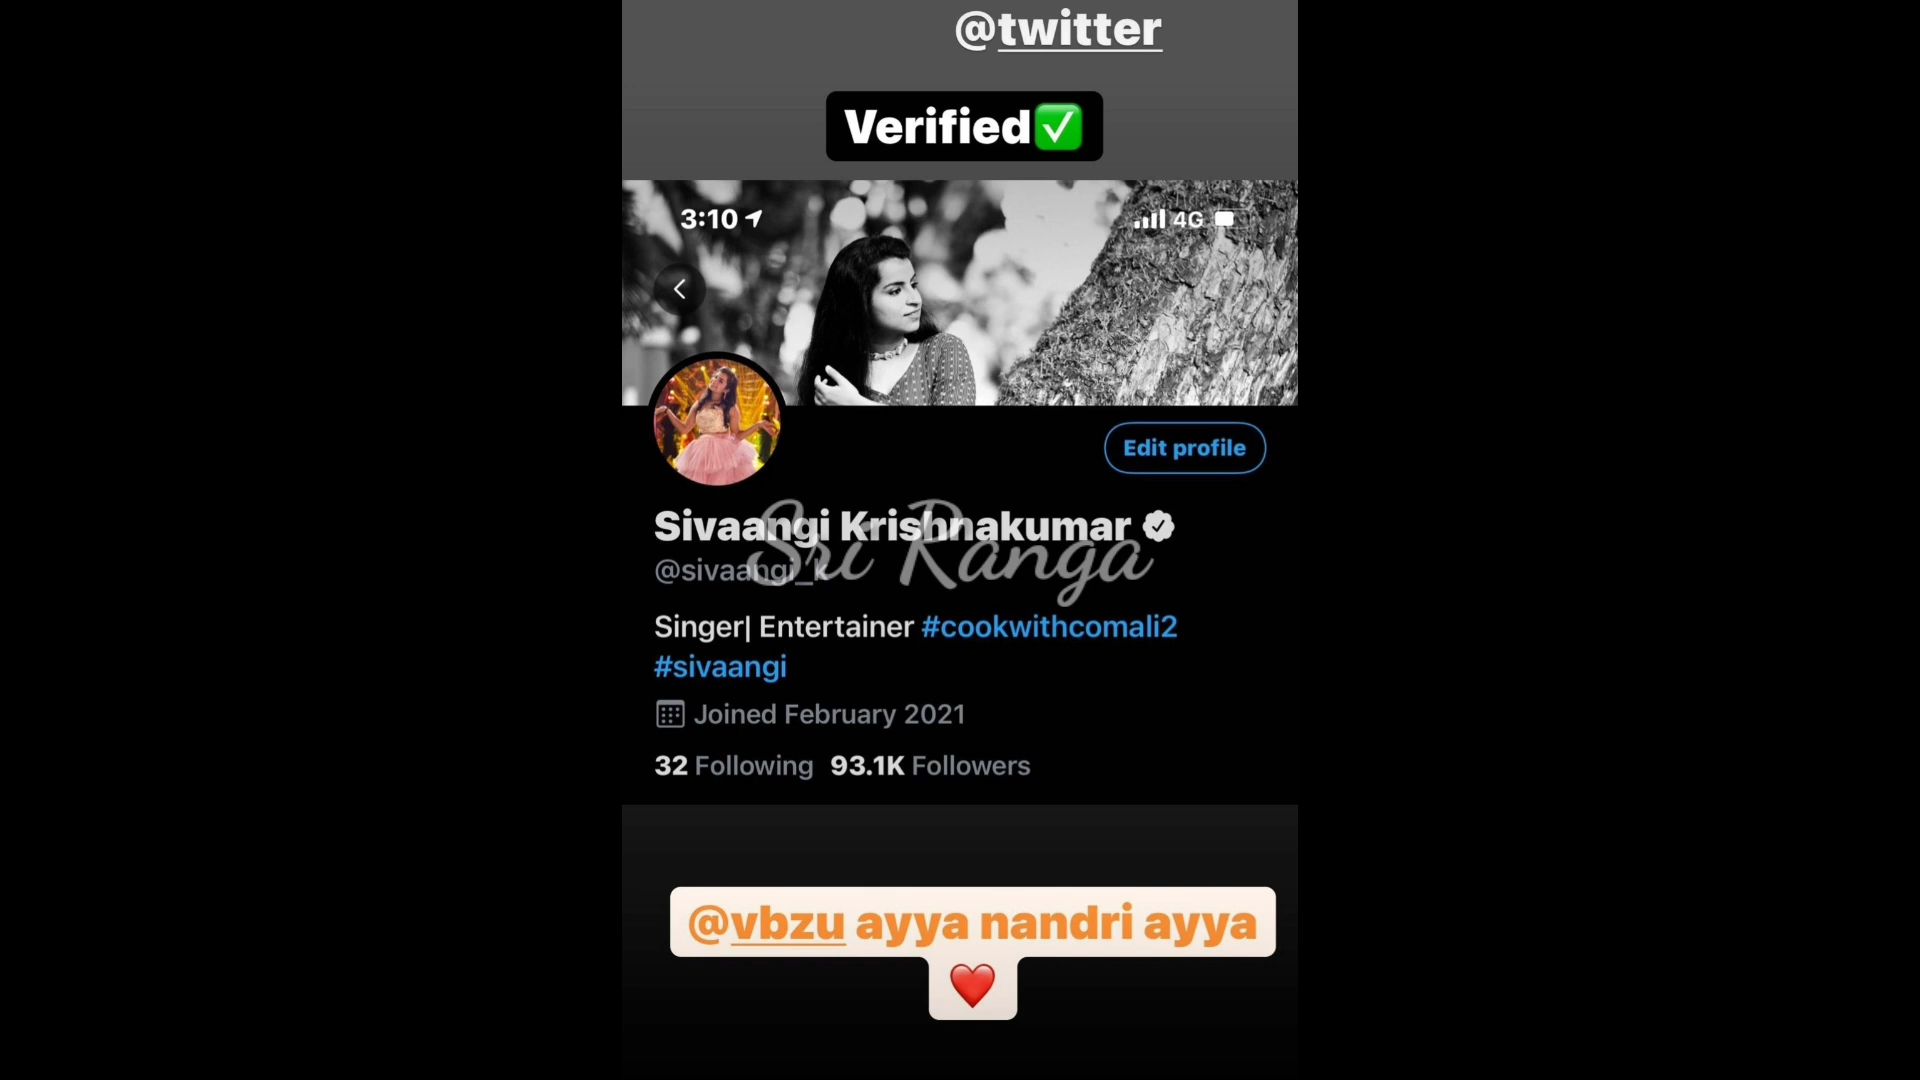 @twitter
Verified✅
3:10
4G
Edit profile
Sivaangi Krishnakumar
@sivaangi_k
Sri Ranga
Singer| Entertainer #cookwithcomali2
#sivaangi
Joined February 2021
32 Following 93.1K Followers
@vbzu ayya nandri ayya
❤️